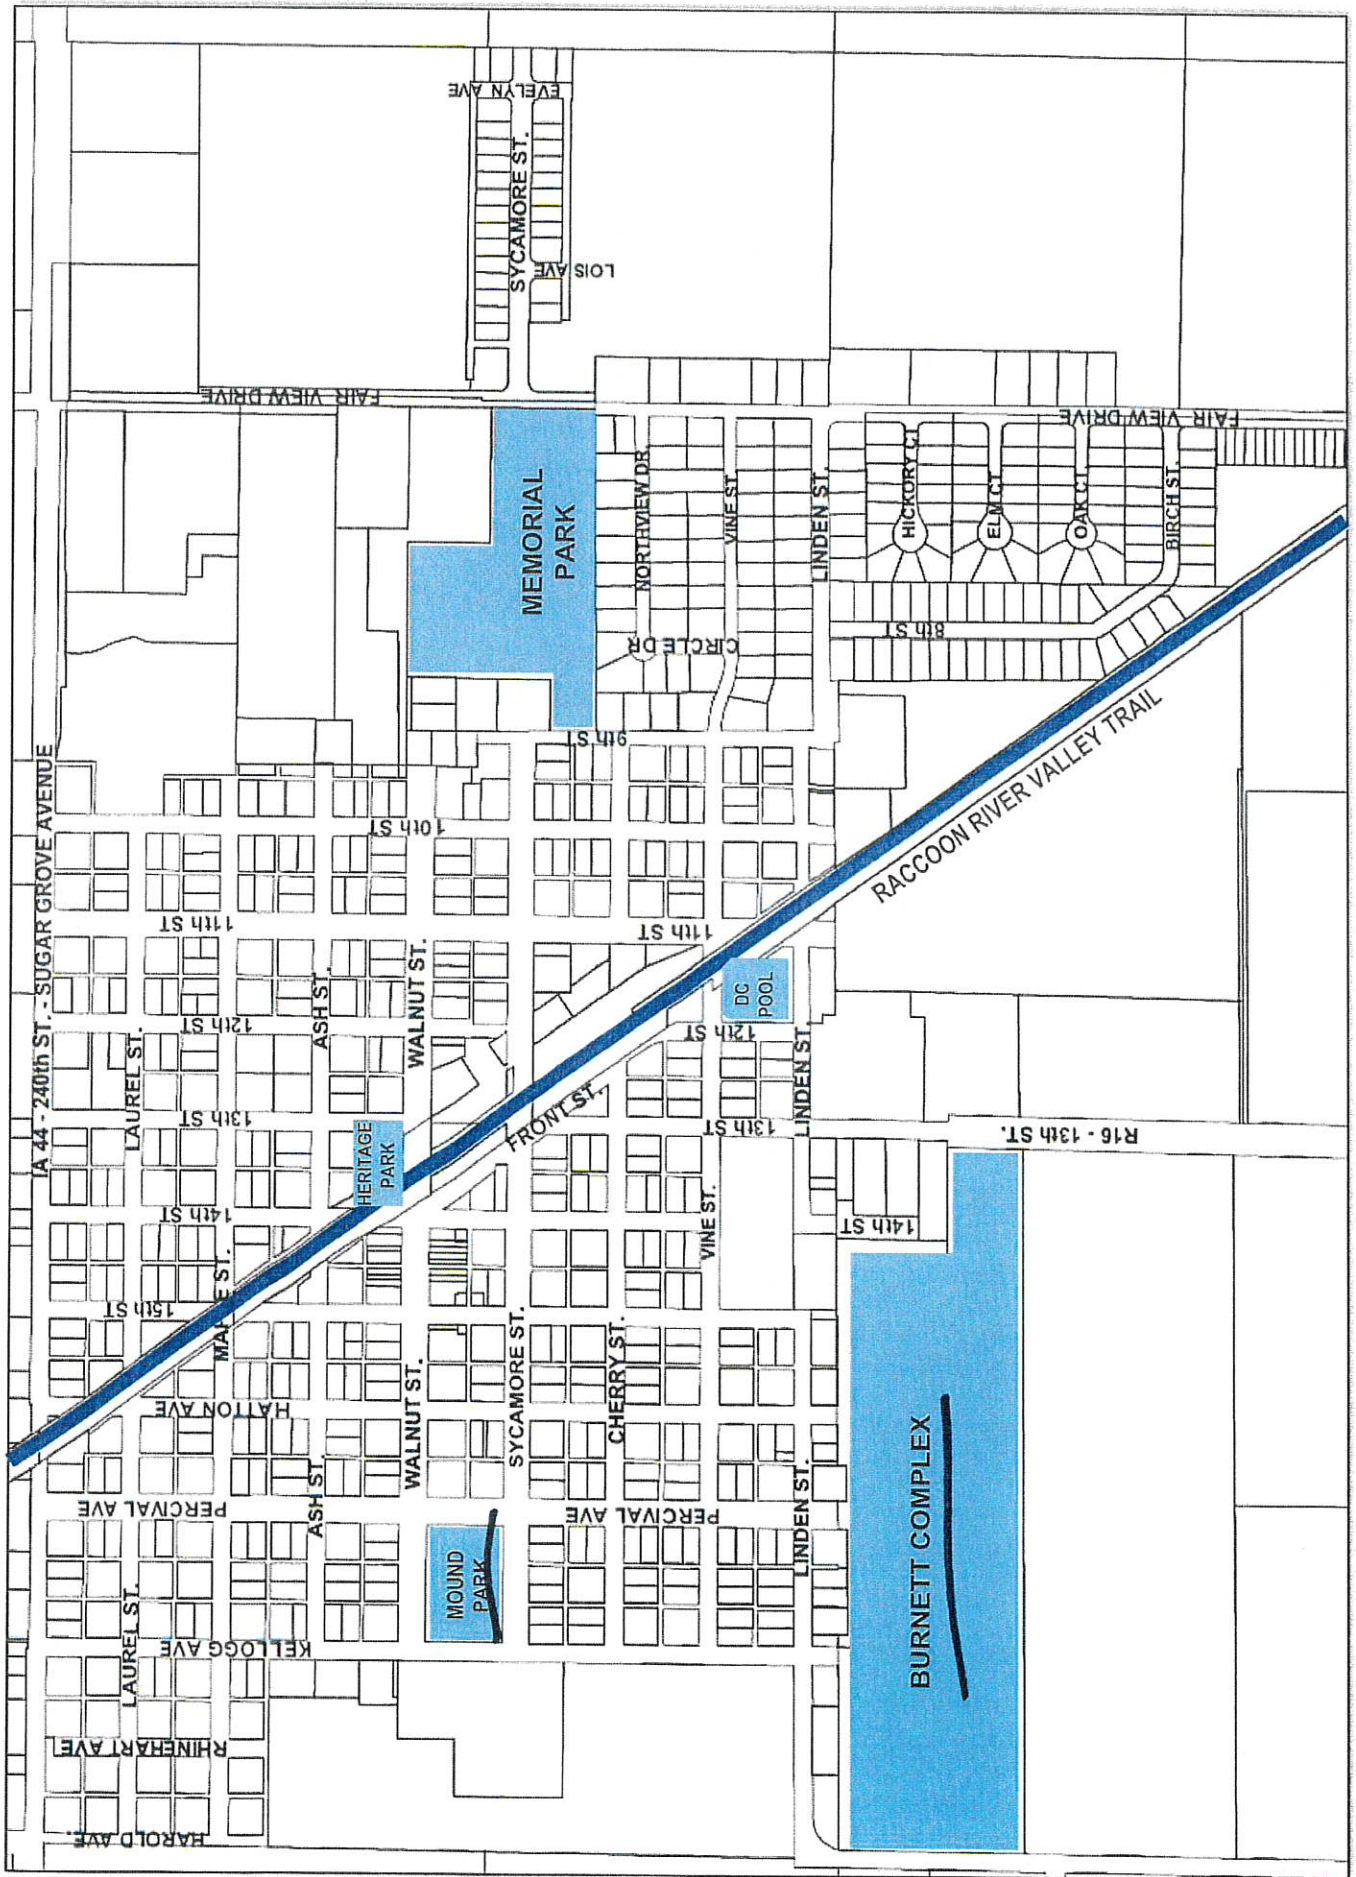 EVELYN AVE
SYCAMORE ST.
LOIS AVE
FAIR VIEW DRIVE
MEMORIAL
PARK
NORTHVIEW DR
VINE ST
LINDEN ST.
HICKORY CT
ELM CT.
OAK CT.
BIRCH ST.
FAIR VIEW DRIVE
CIRCLE DR
8th ST
9th ST
IA 44 - 240th ST. - SUGAR GROVE AVENUE
10th ST
RACCOON RIVER VALLEY TRAIL
11th ST
11th ST
ASH ST.
WALNUT ST.
DC
POOL
12th ST
12th ST
LAUREL ST.
LINDEN ST.
13th ST
HERITAGE
PARK
FRONT ST.
13th ST
R16 - 13th ST.
14th ST
VINE ST.
14th ST
MAPLE ST.
15th ST
SYCAMORE ST.
CHERRY ST.
HATTON AVE
WALNUT ST.
ASH ST.
PERCIVAL AVE
PERCIVAL AVE
LINDEN ST.
BURNETT COMPLEX
MOUND
PARK
LAUREL ST.
KELLOGG AVE
RHINEHART AVE
HAROLD AVE.